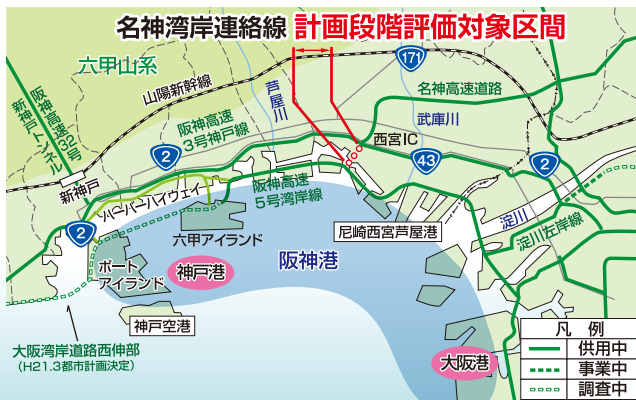 名神湾岸連絡線 計画段階評価対象区間
六甲山系
171
山陽新幹線
芦屋川
名神高速道路
阪神高速
32号
新神戸トンネル
阪神高速
3号神戸線
武庫川
西宮IC
2
43
2
新神戸
ハーバーハイウェイ
阪神高速
5号湾岸線
淀川
淀川左岸線
2
六甲アイランド
尼崎西宮芦屋港
阪神港
神戸港
ポート
アイランド
神戸空港
大阪湾岸道路西伸部
(H21.3都市計画決定)
大阪港
凡 例
供用中
事業中
調査中